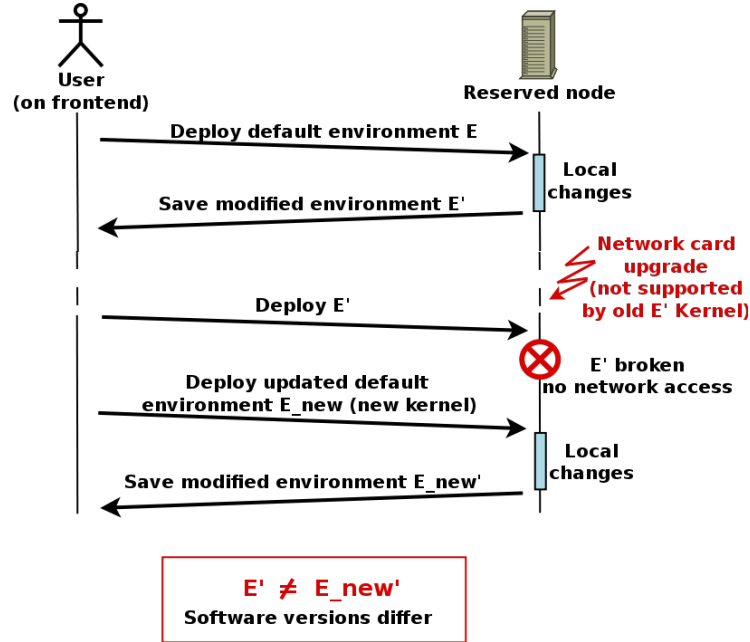 User
(on frontend)
Reserved node
Deploy default environment E
Local
changes
Save modified environment E'
Network card
upgrade
(not supported
by old E' Kernel)
Deploy E'
E' broken
no network access
Deploy updated default
environment E_new (new kernel)
Local
changes
Save modified environment E_new'
E' ≠ E_new'
Software versions differ